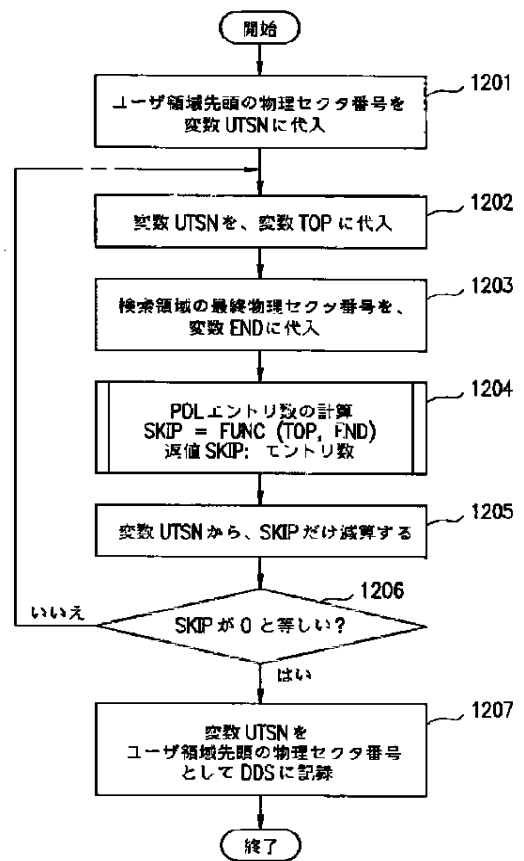 開始
1201
ユーザ領域先頭の物理セクタ番号を
変数 UTSN に代入
1202
変数 UTSN を、変数 TOP に代入
1203
検索領域の最終物理セクタ番号を、
変数 END に代入
1204
PDL エントリ数の計算
SKIP = FUNC (TOP, END)
返値 SKIP: エントリ数
1205
変数 UTSN から、SKIP だけ減算する
1206
いいえ
SKIP が 0 と等しい?
はい
1207
変数 UTSN を
ユーザ領域先頭の物理セクタ番号
として DDS に記録
終了